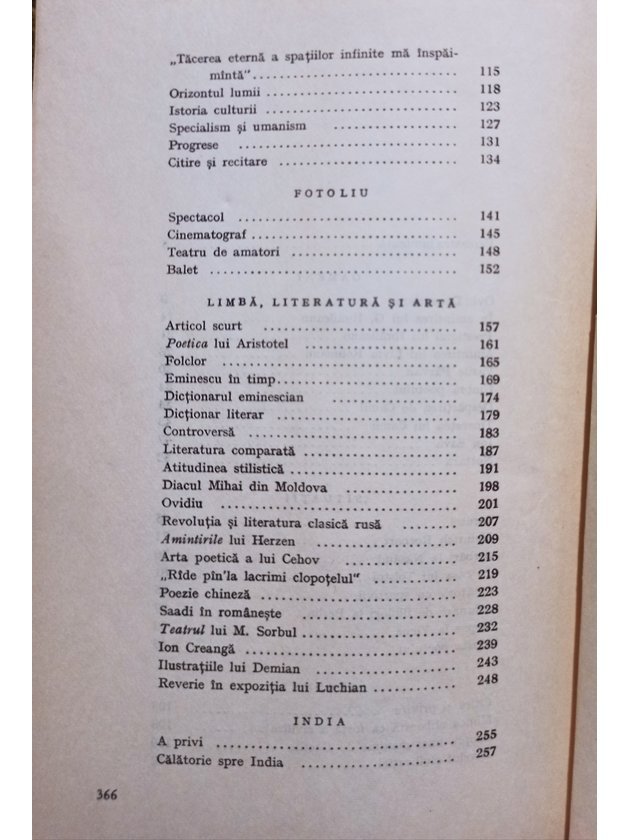 „Tăcerea eternă a spațiilor infinite mă înspăi-
mîntă“ . . . . . . . . . . . . . . . . . . . . 115
Orizontul lumii . . . . . . . . . . . . . . . . . . . . 118
Istoria culturii . . . . . . . . . . . . . . . . . . . . 123
Specialism și umanism . . . . . . . . . . . . . . . . . . . . 127
Progrese . . . . . . . . . . . . . . . . . . . . 131
Citire și recitare . . . . . . . . . . . . . . . . . . . . 134
FOTOLIU
Spectacol . . . . . . . . . . . . . . . . . . . . 141
Cinematograf . . . . . . . . . . . . . . . . . . . . 145
Teatru de amatori . . . . . . . . . . . . . . . . . . . . 148
Balet . . . . . . . . . . . . . . . . . . . . 152
LIMBĂ, LITERATURĂ ȘI ARTĂ
Articol scurt . . . . . . . . . . . . . . . . . . . . 157
Poetica lui Aristotel . . . . . . . . . . . . . . . . . . . . 161
Folclor . . . . . . . . . . . . . . . . . . . . 165
Eminescu în timp . . . . . . . . . . . . . . . . . . . . 169
Dicționarul eminescian . . . . . . . . . . . . . . . . . . . . 174
Dicționar literar . . . . . . . . . . . . . . . . . . . . 179
Controversă . . . . . . . . . . . . . . . . . . . . 183
Literatura comparată . . . . . . . . . . . . . . . . . . . . 187
Atitudinea stilistică . . . . . . . . . . . . . . . . . . . . 191
Diacul Mihai din Moldova . . . . . . . . . . . . . . . . . . . . 198
Ovidiu . . . . . . . . . . . . . . . . . . . . 201
Revoluția și literatura clasică rusă . . . . . . . . 207
Amintirile lui Herzen . . . . . . . . . . . . . . . . . . . . 209
Arta poetică a lui Cehov . . . . . . . . . . . . . . . . . . . . 215
„Rîde pîn'la lacrimi clopoțelul“ . . . . . . . . . . . . 219
Poezie chineză . . . . . . . . . . . . . . . . . . . . 223
Saadi în românește . . . . . . . . . . . . . . . . . . . . 228
Teatrul lui M. Sorbul . . . . . . . . . . . . . . . . . . . . 232
Ion Creangă . . . . . . . . . . . . . . . . . . . . 239
Ilustrațiile lui Demian . . . . . . . . . . . . . . . . . . . . 243
Reverie în expoziția lui Luchian . . . . . . . . . . . . 248
INDIA
A privi . . . . . . . . . . . . . . . . . . . . 255
Călătorie spre India . . . . . . . . . . . . . . . . . . . . 257
366